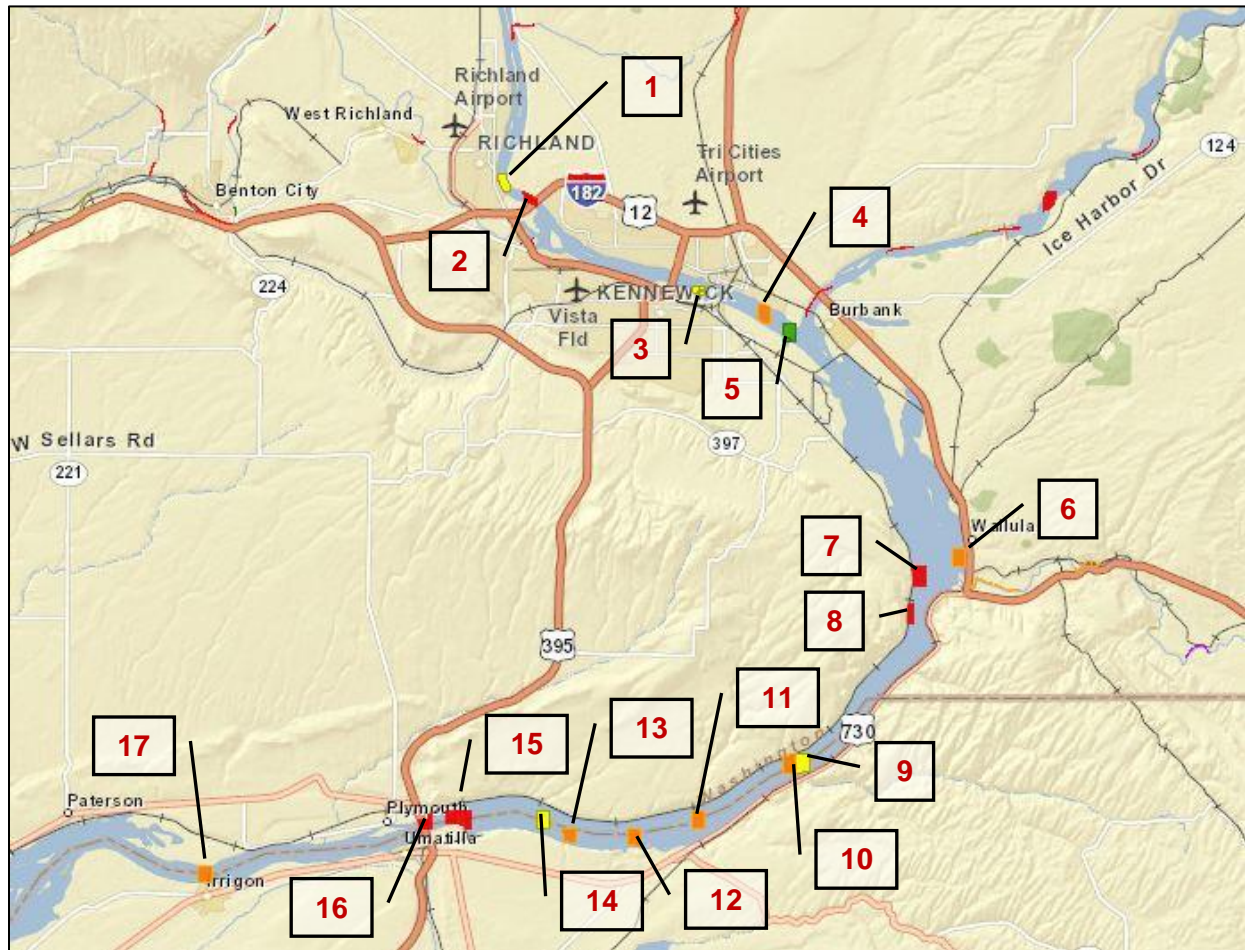 Richland
Airport
1
West Richland
RICHLAND
Tri Cities
Airport
124
Benton City
182
12
4
Ice Harbor Dr
2
224
KENNEWICK
Vista
Fld
Burbank
3
5
W Sellars Rd
221
397
6
Wallula
7
8
395
11
13
15
17
730
Washington
9
Paterson
Plymouth
Umatilla
10
Irrigon
16
14
12